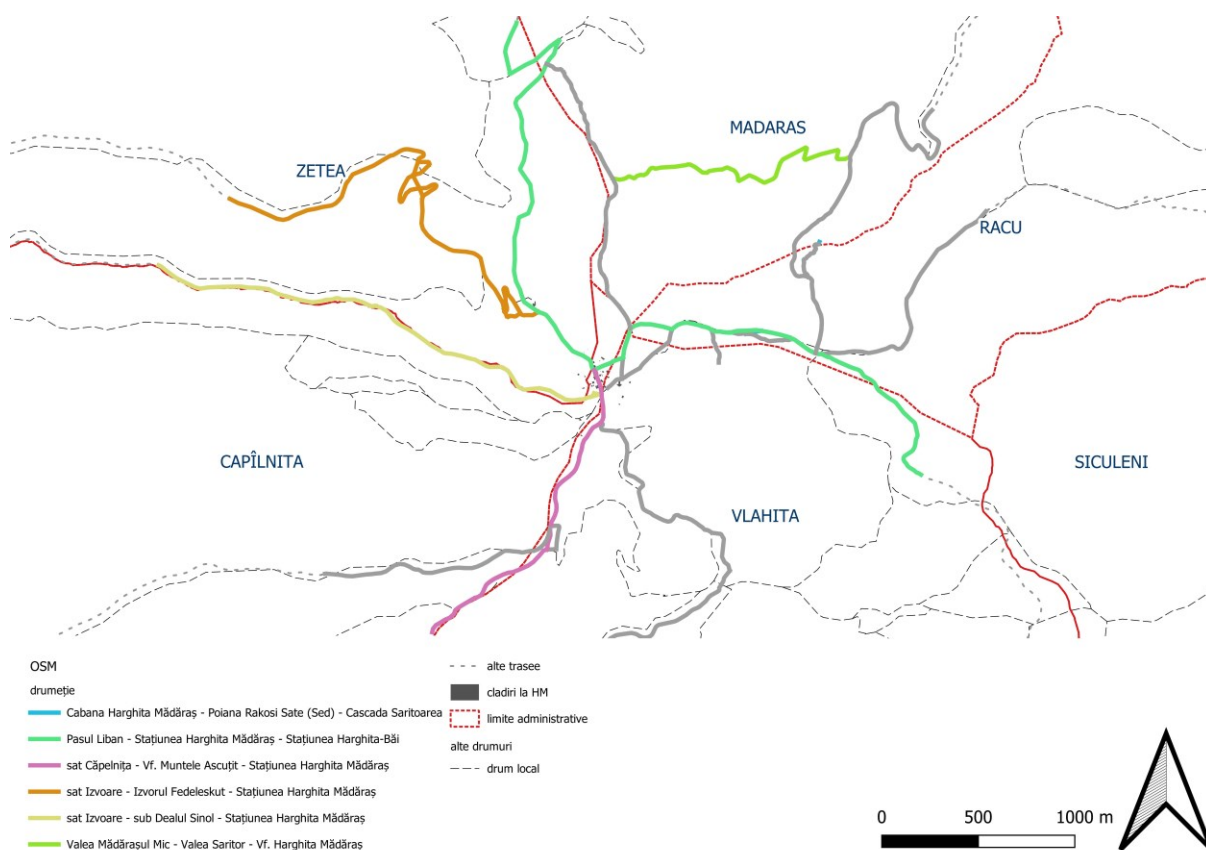 MADARAS
ZETEA
RACU
CAPÎLNITA
SICULENI
VLAHITA
OSM
drumeție
Cabana Harghita Mădăraș - Poiana Rakosi Sate (Sed) - Cascada Saritoarea
Pasul Liban - Stațiunea Harghita Mădăraș - Stațiunea Harghita-Băi
sat Căpelnița - Vf. Muntele Ascuțit - Stațiunea Harghita Mădăraș
sat Izvoare - Izvorul Fedeleskut - Stațiunea Harghita Mădăraș
sat Izvoare - sub Dealul Sinol - Stațiunea Harghita Mădăraș
Valea Mădărașul Mic - Valea Saritor - Vf. Harghita Mădăraș
alte trasee
cladiri la HM
limite administrative
alte drumuri
drum local
0 500 1000 m